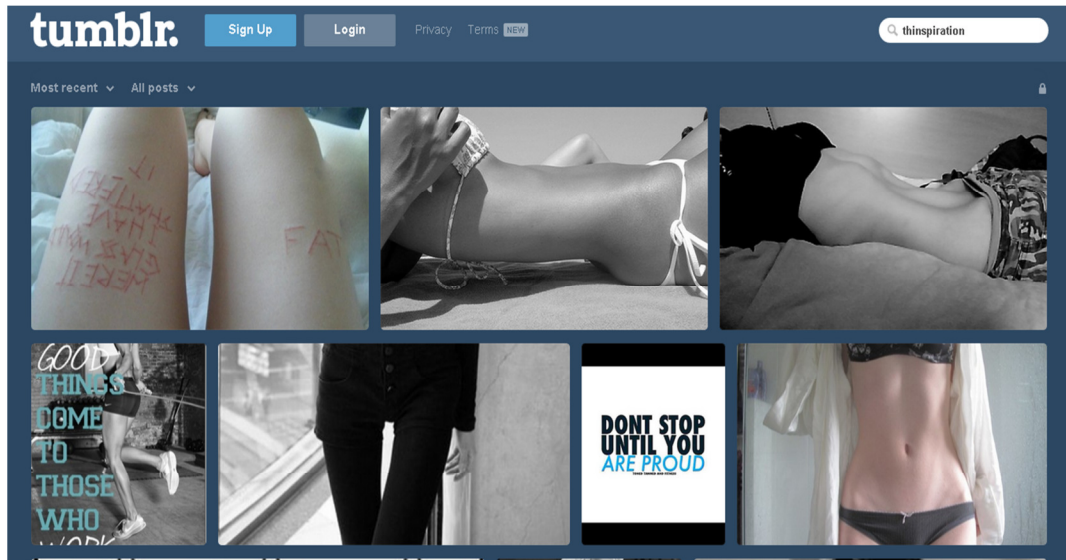 tumblr.
Sign Up
Login
Privacy
Terms NEW
thinspiration
Most recent
All posts
FAT
GOOD
THINGS
COME
TO
THOSE
WHO
WORK
DONT STOP
UNTIL YOU
ARE PROUD